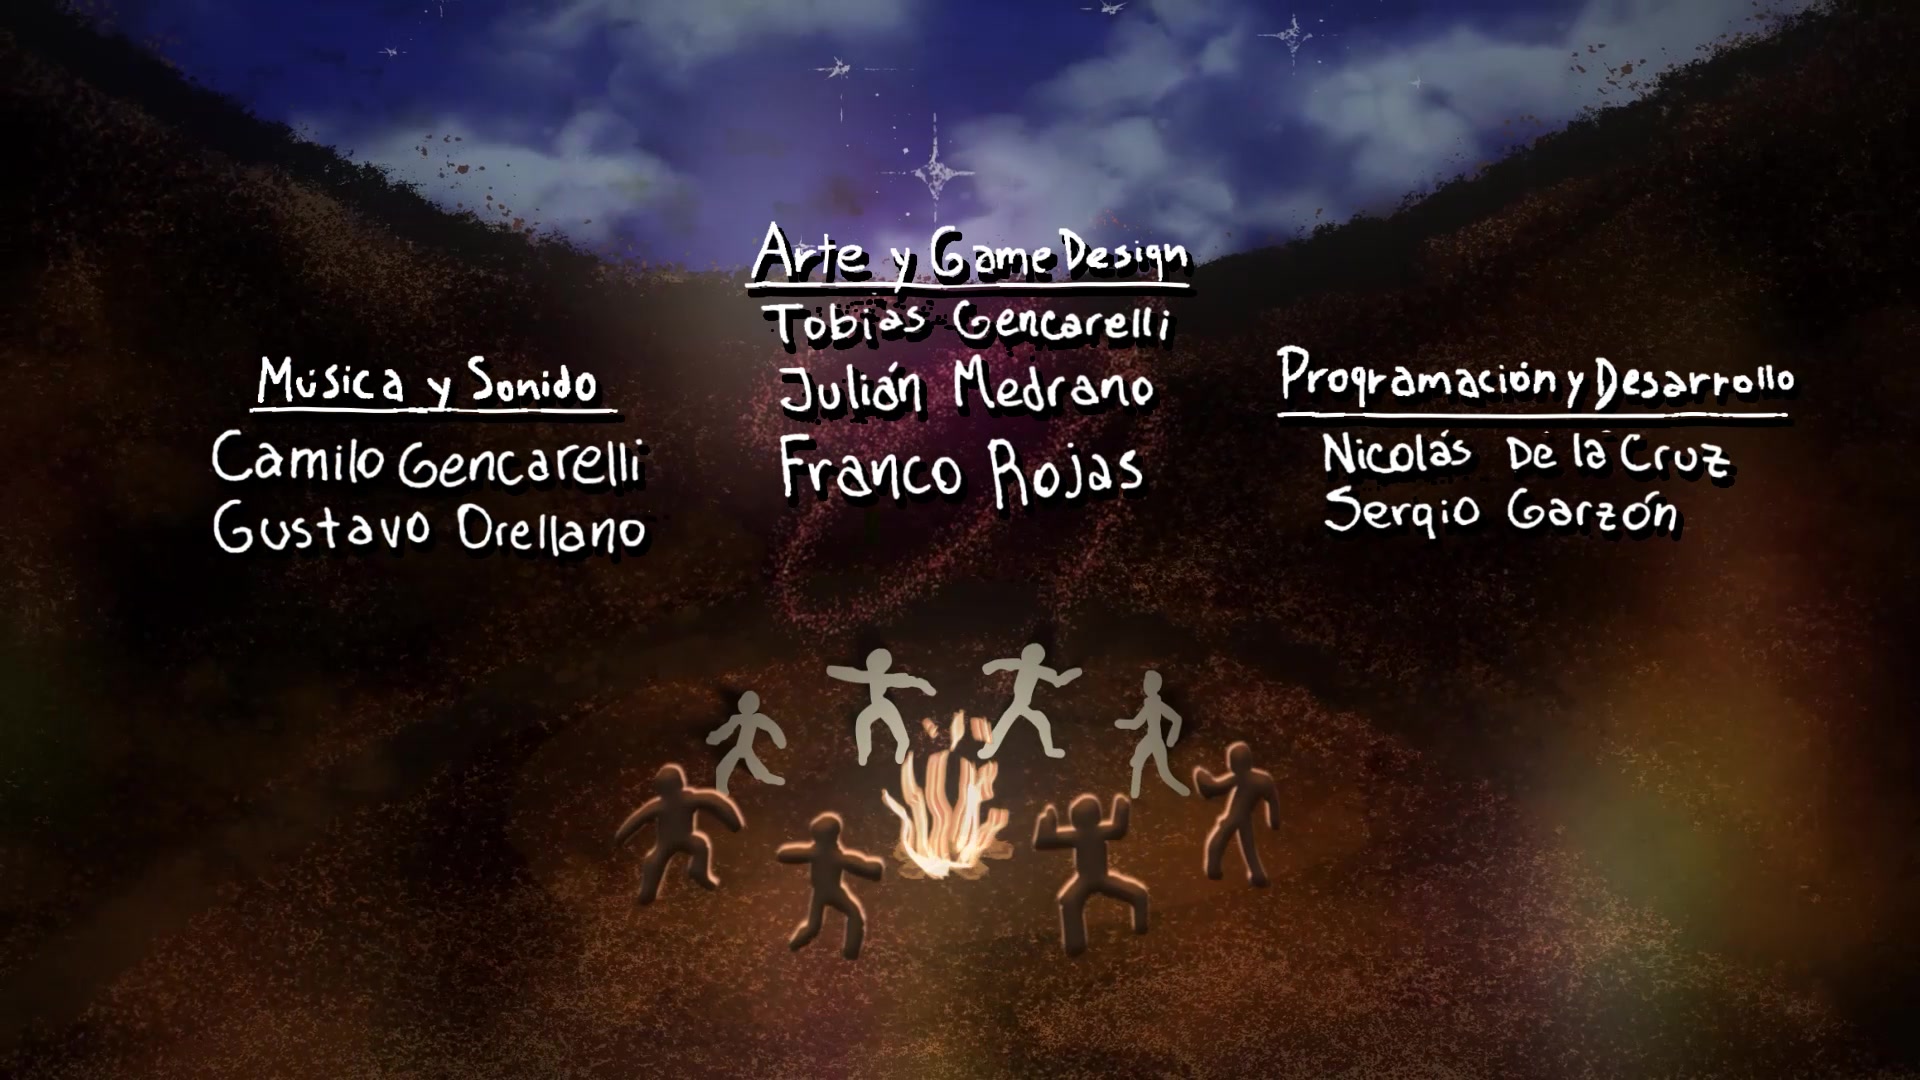 Música y Sonido
Camilo Gencarelli
Gustavo Orellano
Arte y Game Design
Tobias Gencarelli
Julián Medrano
Franco Rojas
Programación y Desarrollo
Nicolás De la Cruz
Sergio Garzón